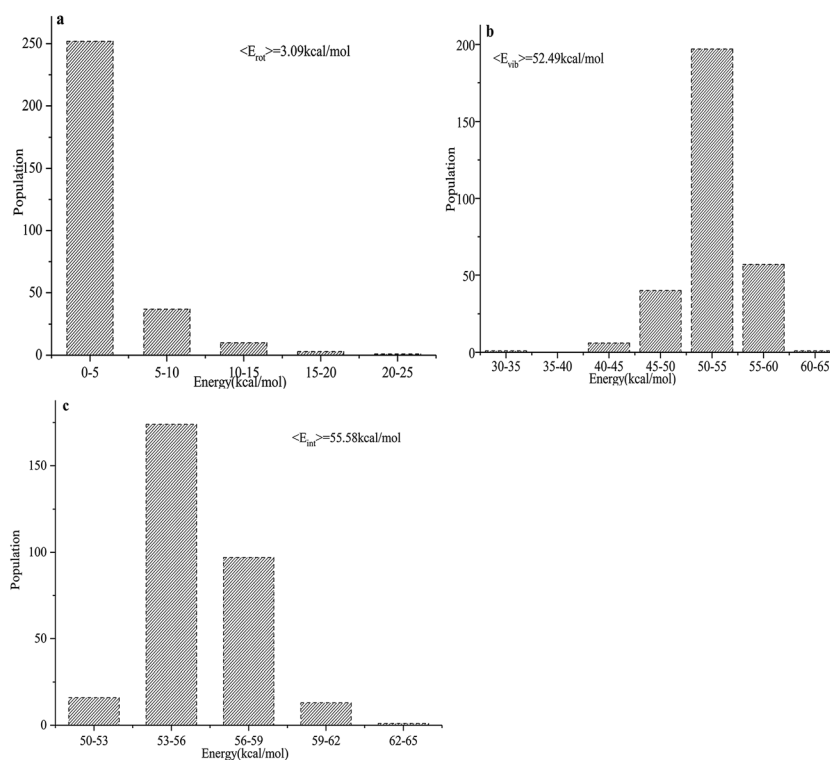 a
<E_rot>=3.09kcal/mol
250
200
150
100
50
0
Population
0-5 5-10 10-15 15-20 20-25
Energy(kcal/mol)
b
<E_vib>=52.49kcal/mol
200
150
100
50
0
Population
30-35 35-40 40-45 45-50 50-55 55-60 60-65
Energy(kcal/mol)
c
<E_int>=55.58kcal/mol
150
100
50
0
Population
50-53 53-56 56-59 59-62 62-65
Energy(kcal/mol)